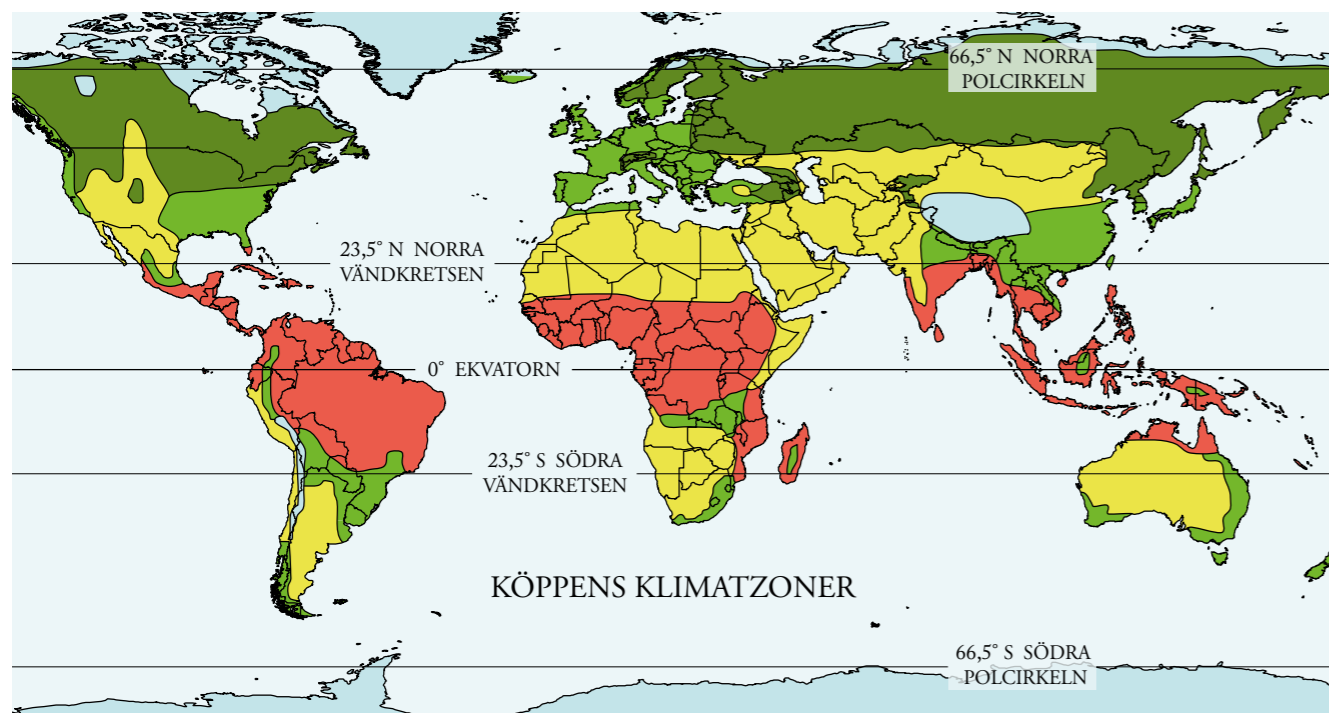 66,5° N NORRA
POLCIRKELN
23,5° N NORRA
VÄNDKRETSEN
0° EKVATORN
23,5° S SÖDRA
VÄNDKRETSEN
KÖPPENS KLIMATZONER
66,5° S SÖDRA
POLCIRKELN